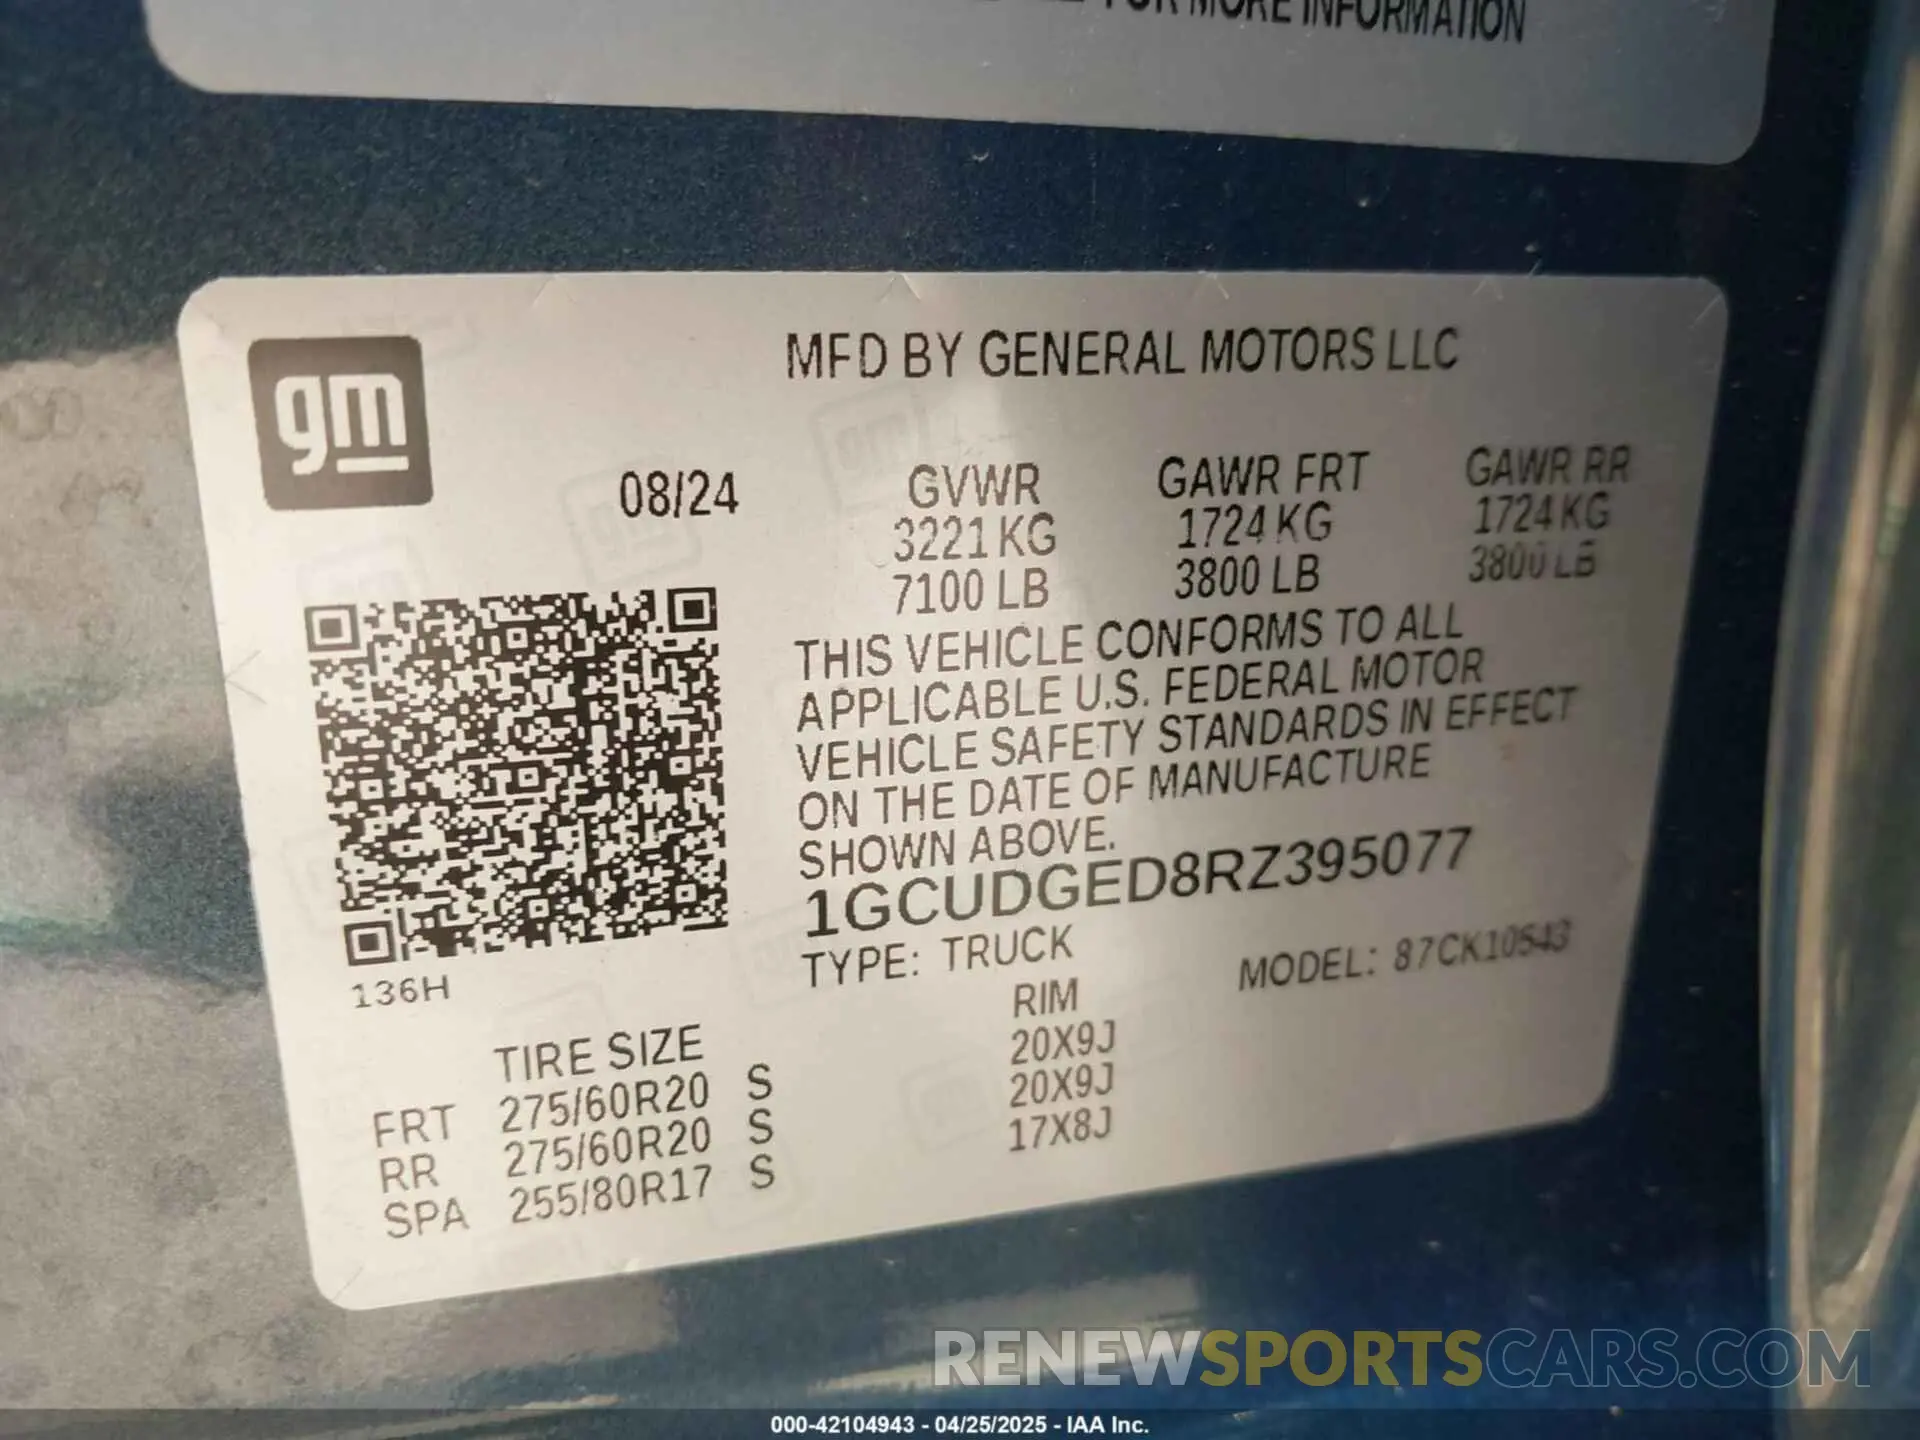 FOR MORE INFORMATION
gm
MFD BY GENERAL MOTORS LLC
08/24
GVWR GAWR FRT GAWR RR
3221 KG 1724 KG 1724 KG
7100 LB 3800 LB 3800 LB
THIS VEHICLE CONFORMS TO ALL
APPLICABLE U.S. FEDERAL MOTOR
VEHICLE SAFETY STANDARDS IN EFFECT
ON THE DATE OF MANUFACTURE
SHOWN ABOVE.
1GCUDGED8RZ395077
TYPE: TRUCK MODEL: 87CK10543
136H
TIRE SIZE RIM
FRT 275/60R20 S 20X9J
RR 275/60R20 S 20X9J
SPA 255/80R17 S 17X8J
RENEWSPORTSCARS.COM
000-42104943 - 04/25/2025 - IAA Inc.